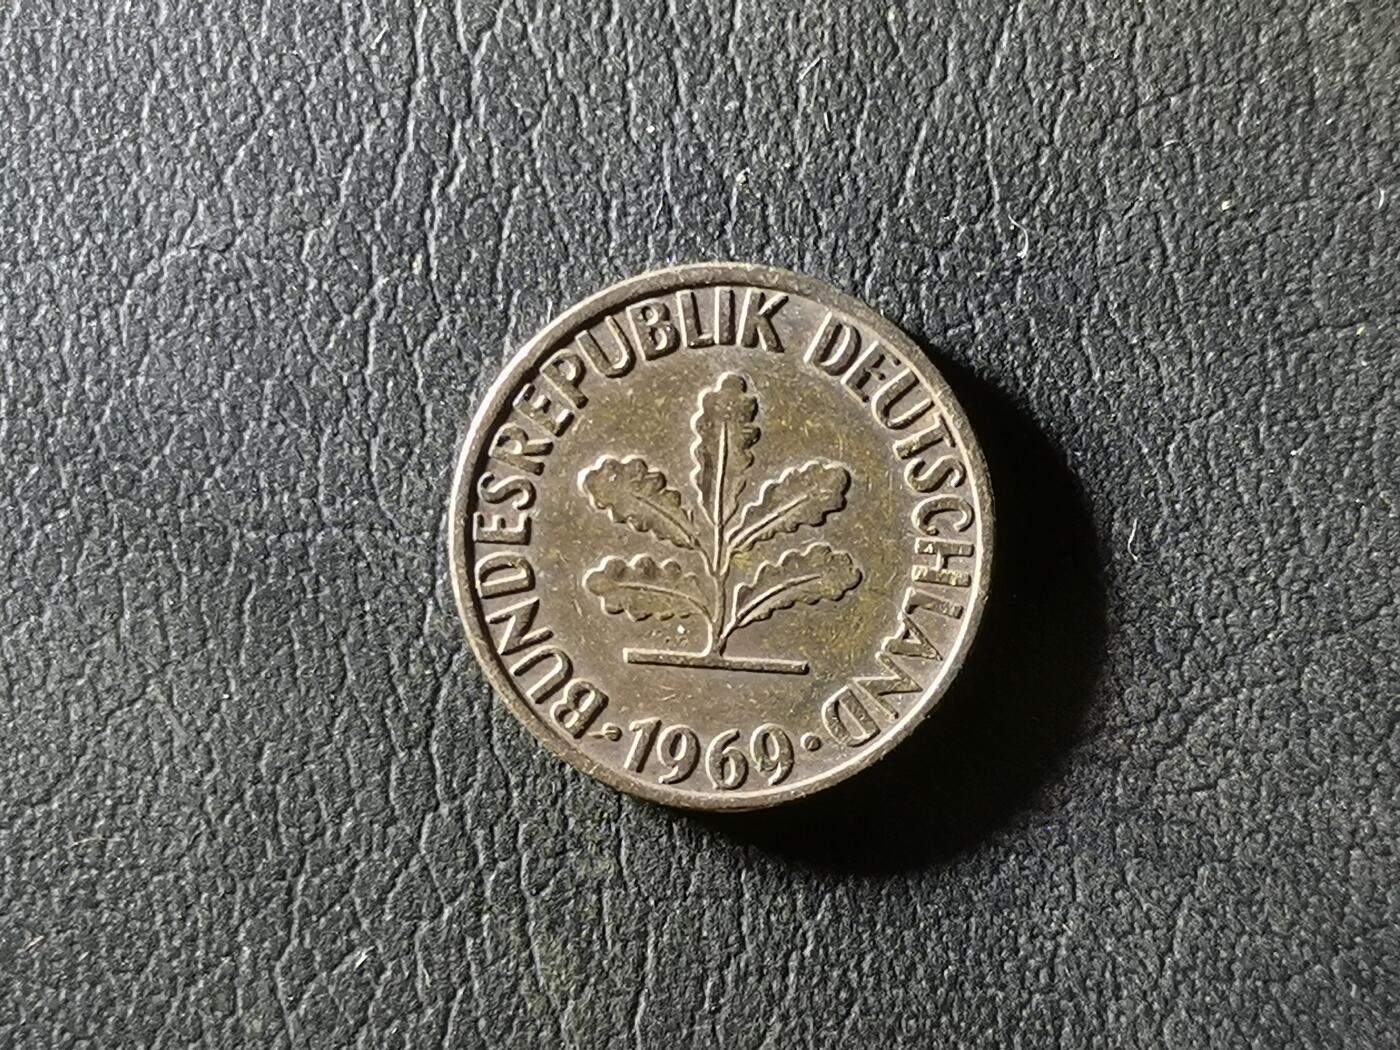 BUNDESREPUBLIK DEUTSCHLAND
·1969·